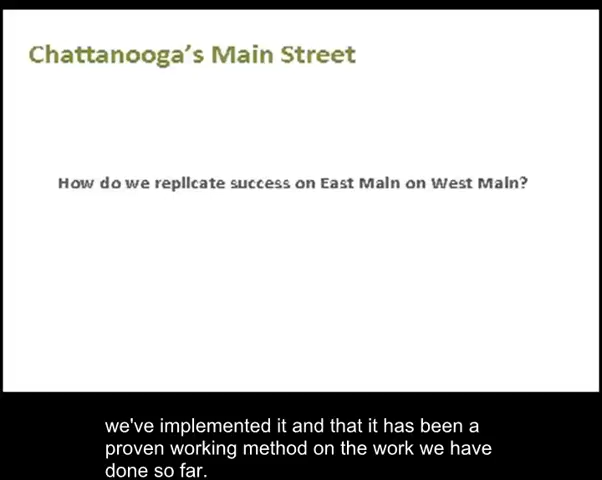 Chattanooga's Main Street
How do we replicate success on East Main on West Main?
we've implemented it and that it has been a
proven working method on the work we have
done so far.